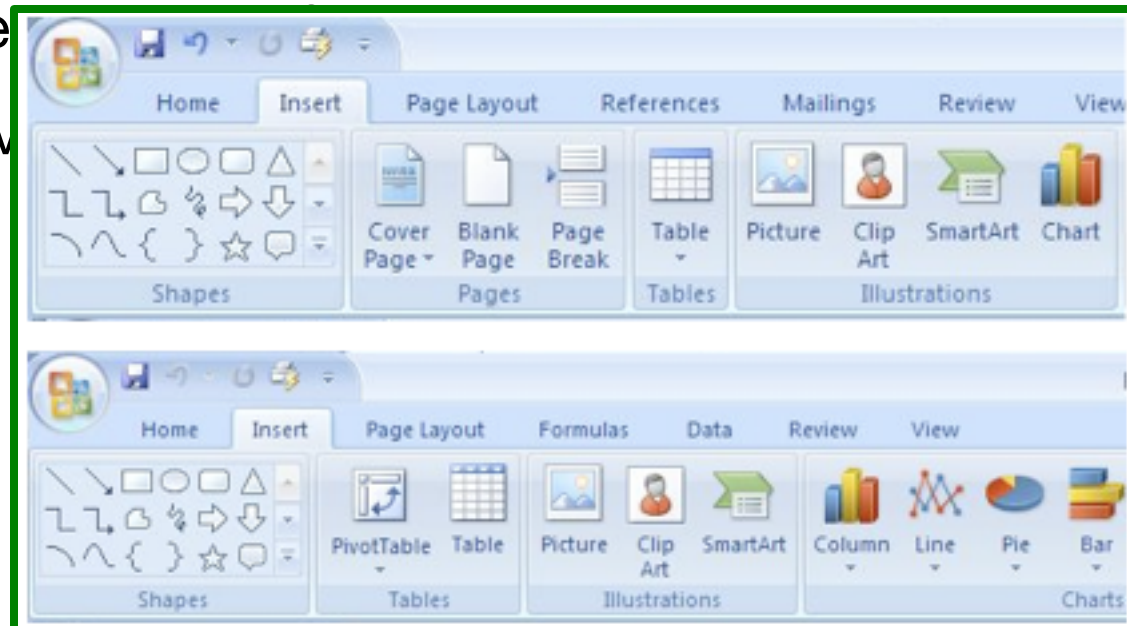 e
Home Insert Page Layout References Mailings Review View
Cover Page Blank Page Page Break Table Picture Clip Art SmartArt Chart
Shapes Pages Tables Illustrations
Home Insert Page Layout Formulas Data Review View
PivotTable Table Picture Clip Art SmartArt Column Line Pie Bar
Shapes Tables Illustrations Charts